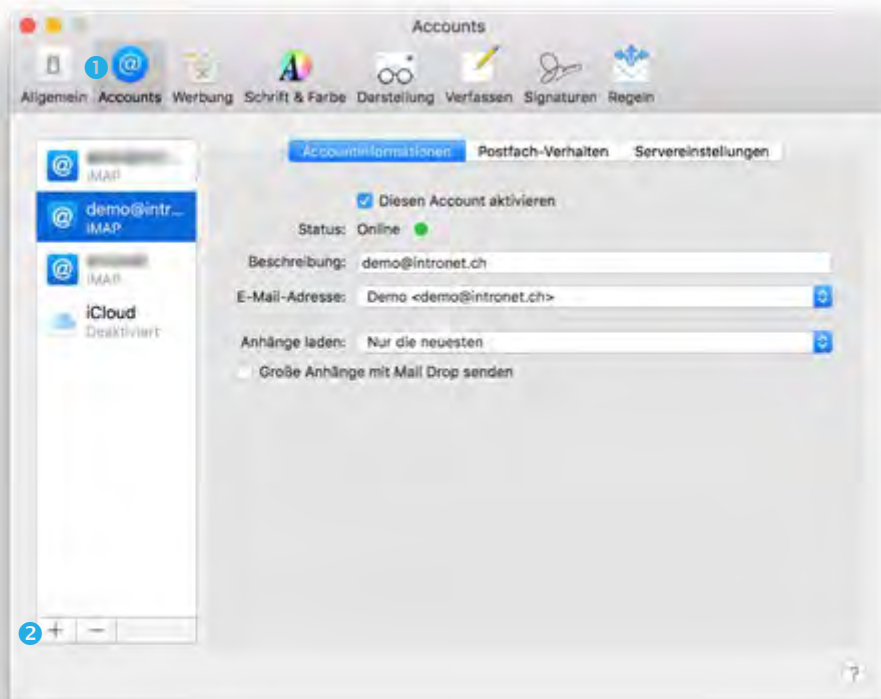 Accounts
1
Allgemein Accounts Werbung Schrift & Farbe Darstellung Verfassen Signaturen Regeln
Accountinformationen Postfach-Verhalten Servereinstellungen
IMAP
demo@intr...
IMAP
IMAP
iCloud
Deaktiviert
Diesen Account aktivieren
Status: Online
Beschreibung: demo@intronet.ch
E-Mail-Adresse: Demo <demo@intronet.ch>
Anhänge laden: Nur die neuesten
Große Anhänge mit Mail Drop senden
2 + −
?